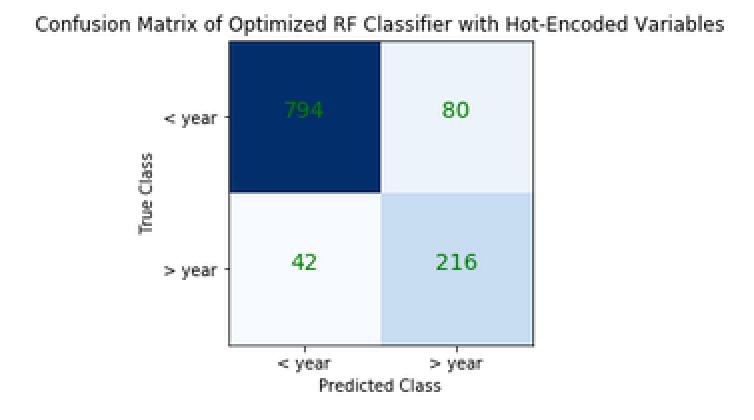 Confusion Matrix of Optimized RF Classifier with Hot-Encoded Variables
794 80
< year
True Class
42 216
> year
< year > year
Predicted Class